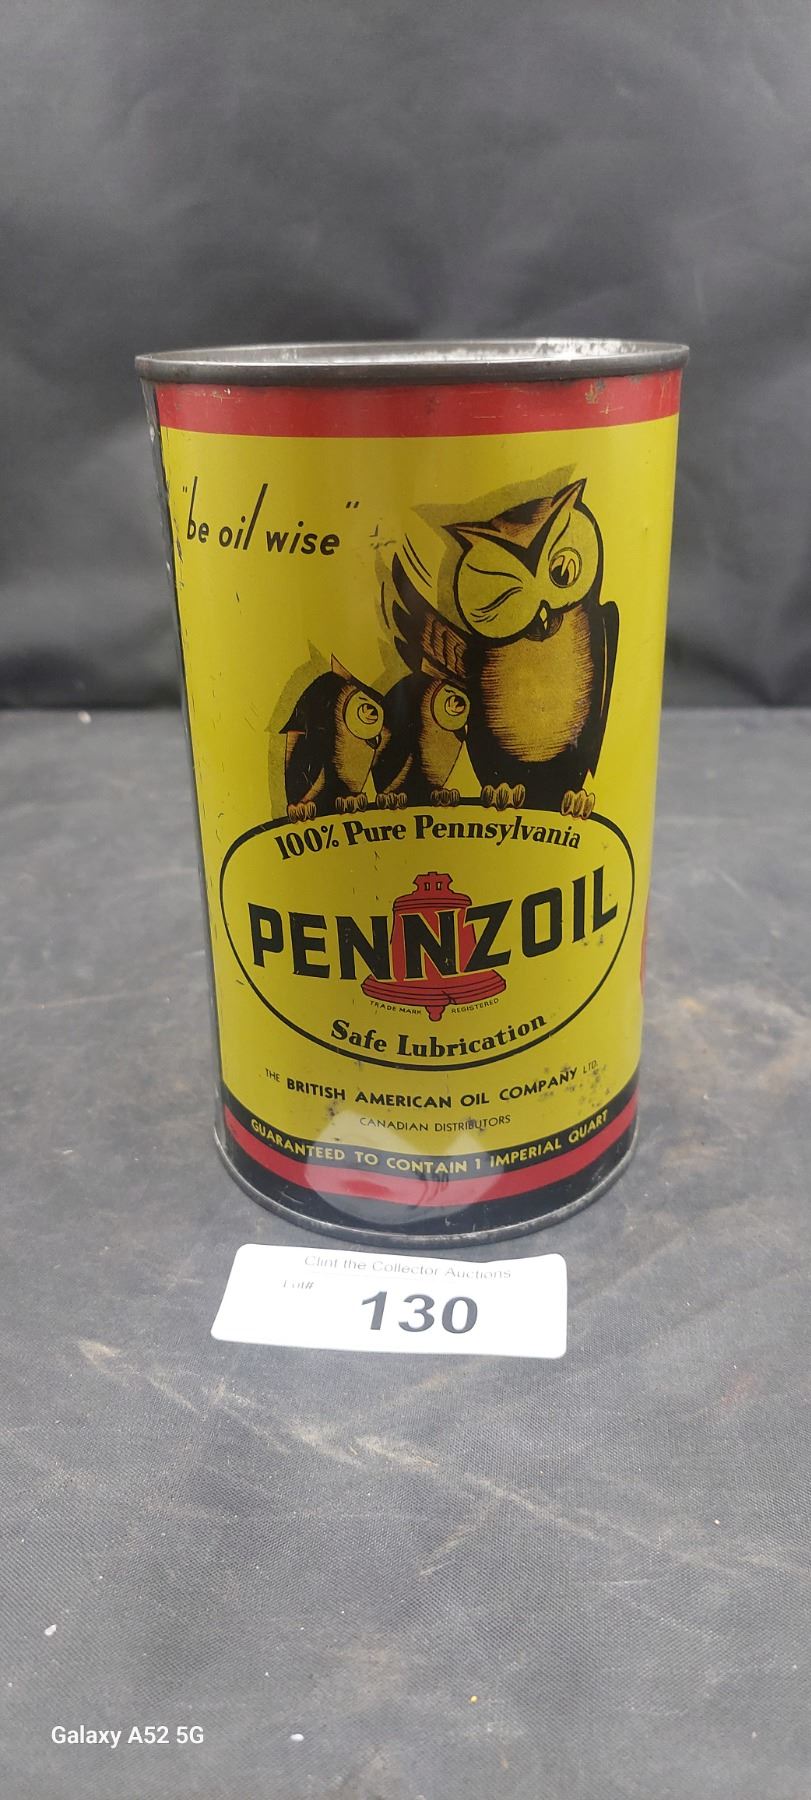 "be oil wise"
100% Pure Pennsylvania
PENNZOIL
TRADE MARK REGISTERED
Safe Lubrication
THE BRITISH AMERICAN OIL COMPANY LTD.
CANADIAN DISTRIBUTORS
GUARANTEED TO CONTAIN 1 IMPERIAL QUART
Clint the Collector Auctions
Lot# 130
Galaxy A52 5G